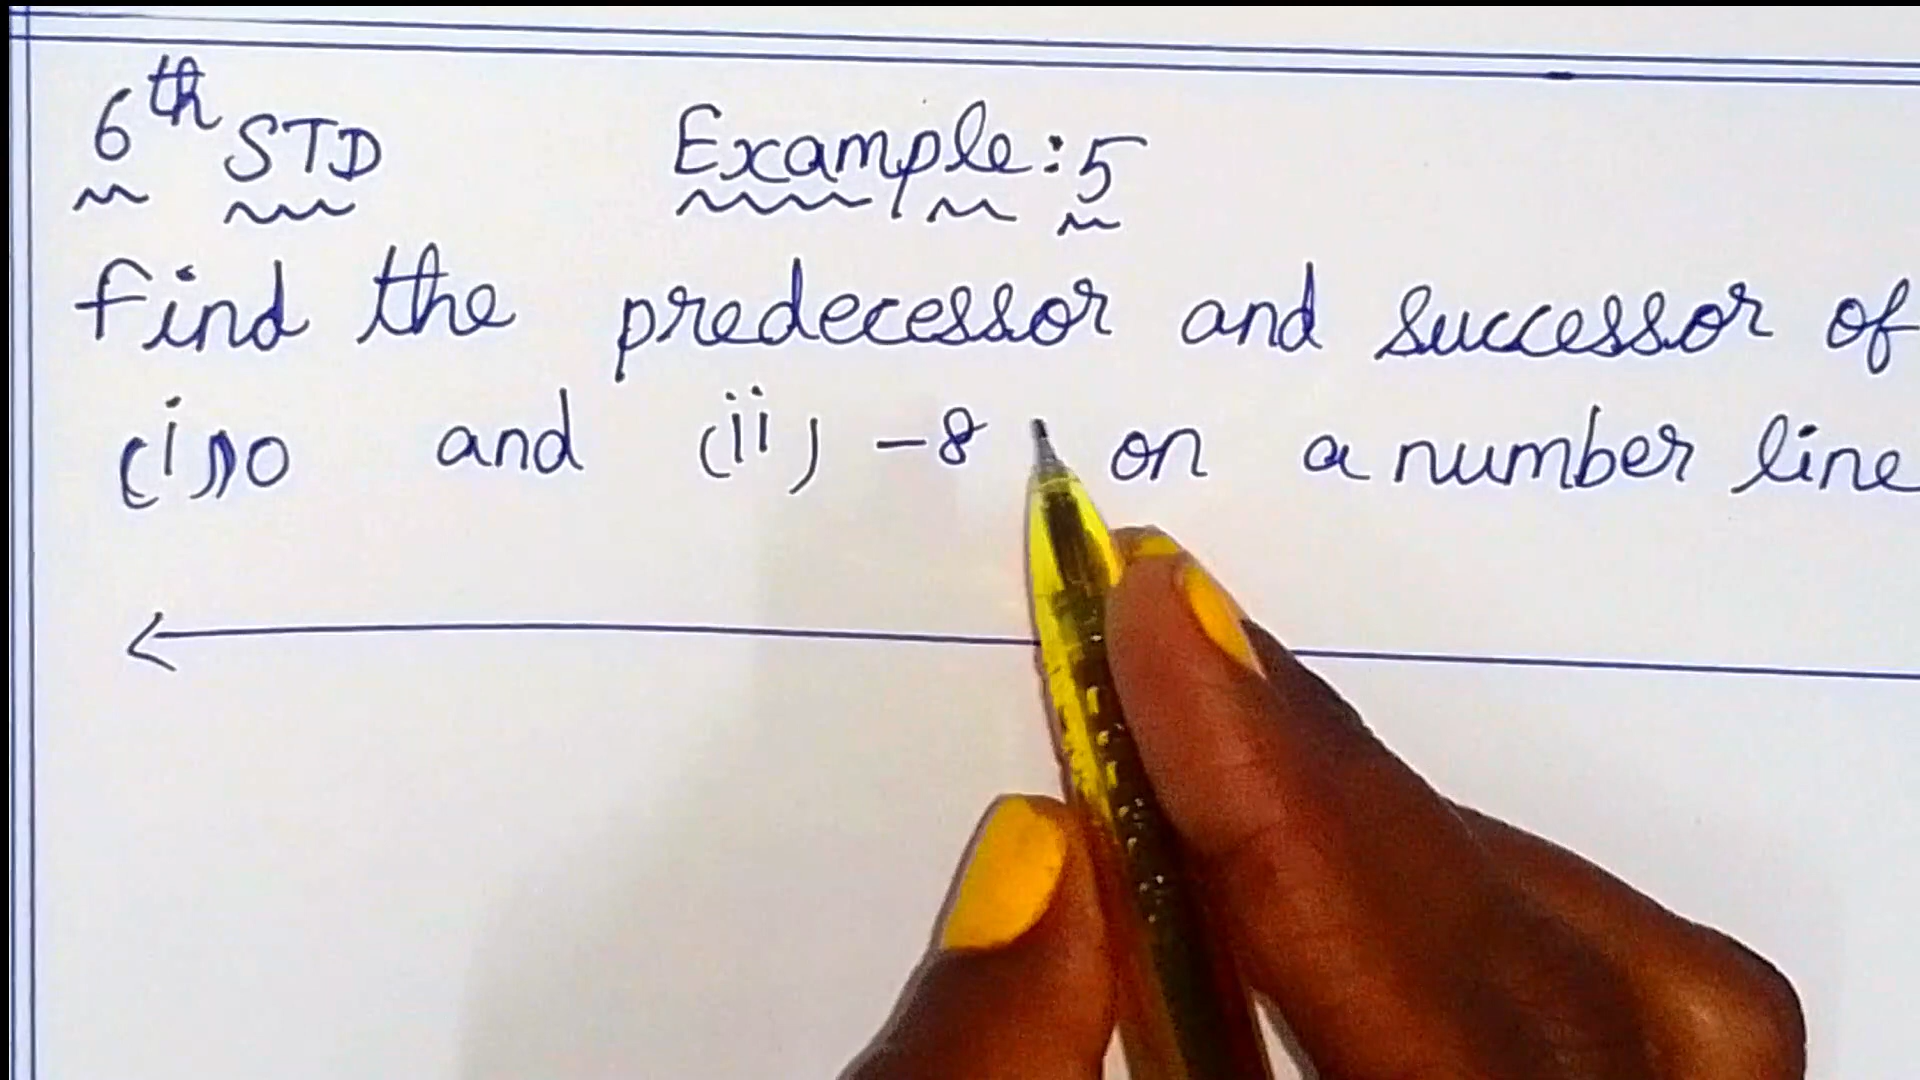 6th STD Example:5
Find the predecessor and successor of
(i) 0 and (ii) -8 on a number line